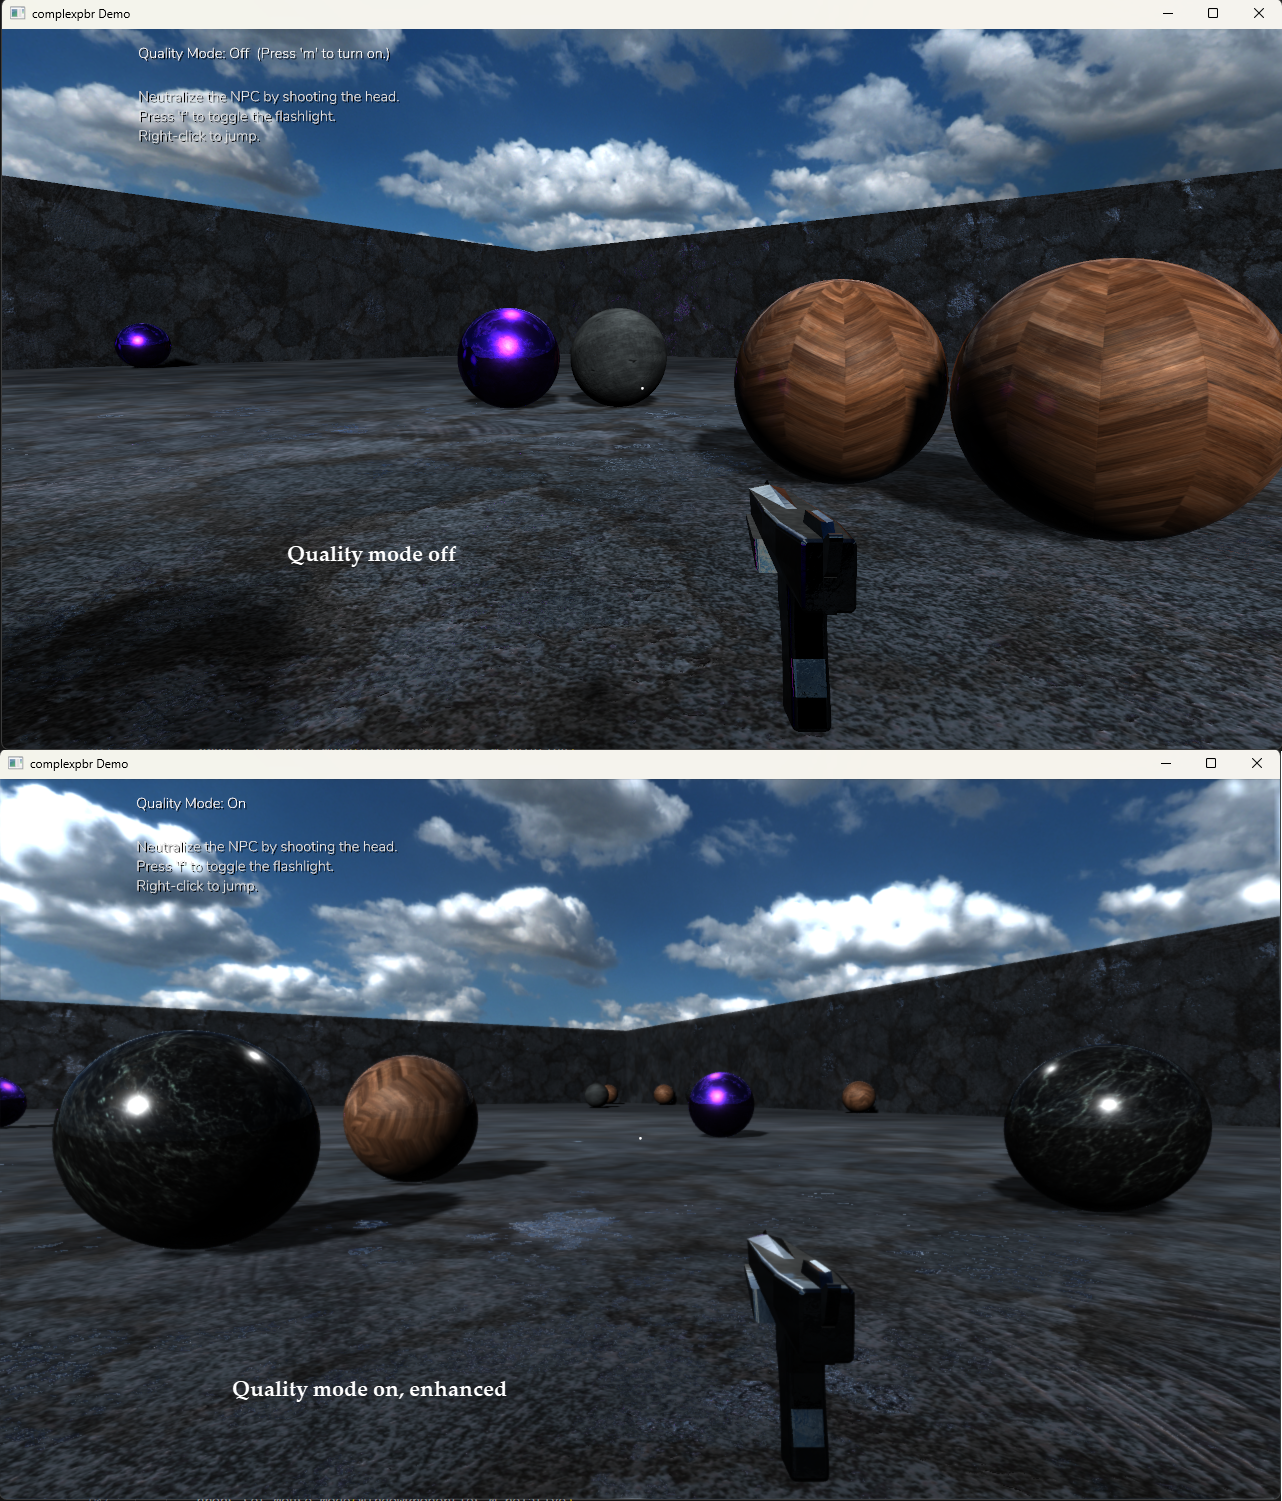 complexpbr Demo
Quality Mode: Off  (Press 'm' to turn on.)
Neutralize the NPC by shooting the head.
Press 'f' to toggle the flashlight.
Right-click to jump.
Quality mode off
complexpbr Demo
Quality Mode: On
Neutralize the NPC by shooting the head.
Press 'f' to toggle the flashlight.
Right-click to jump.
Quality mode on, enhanced